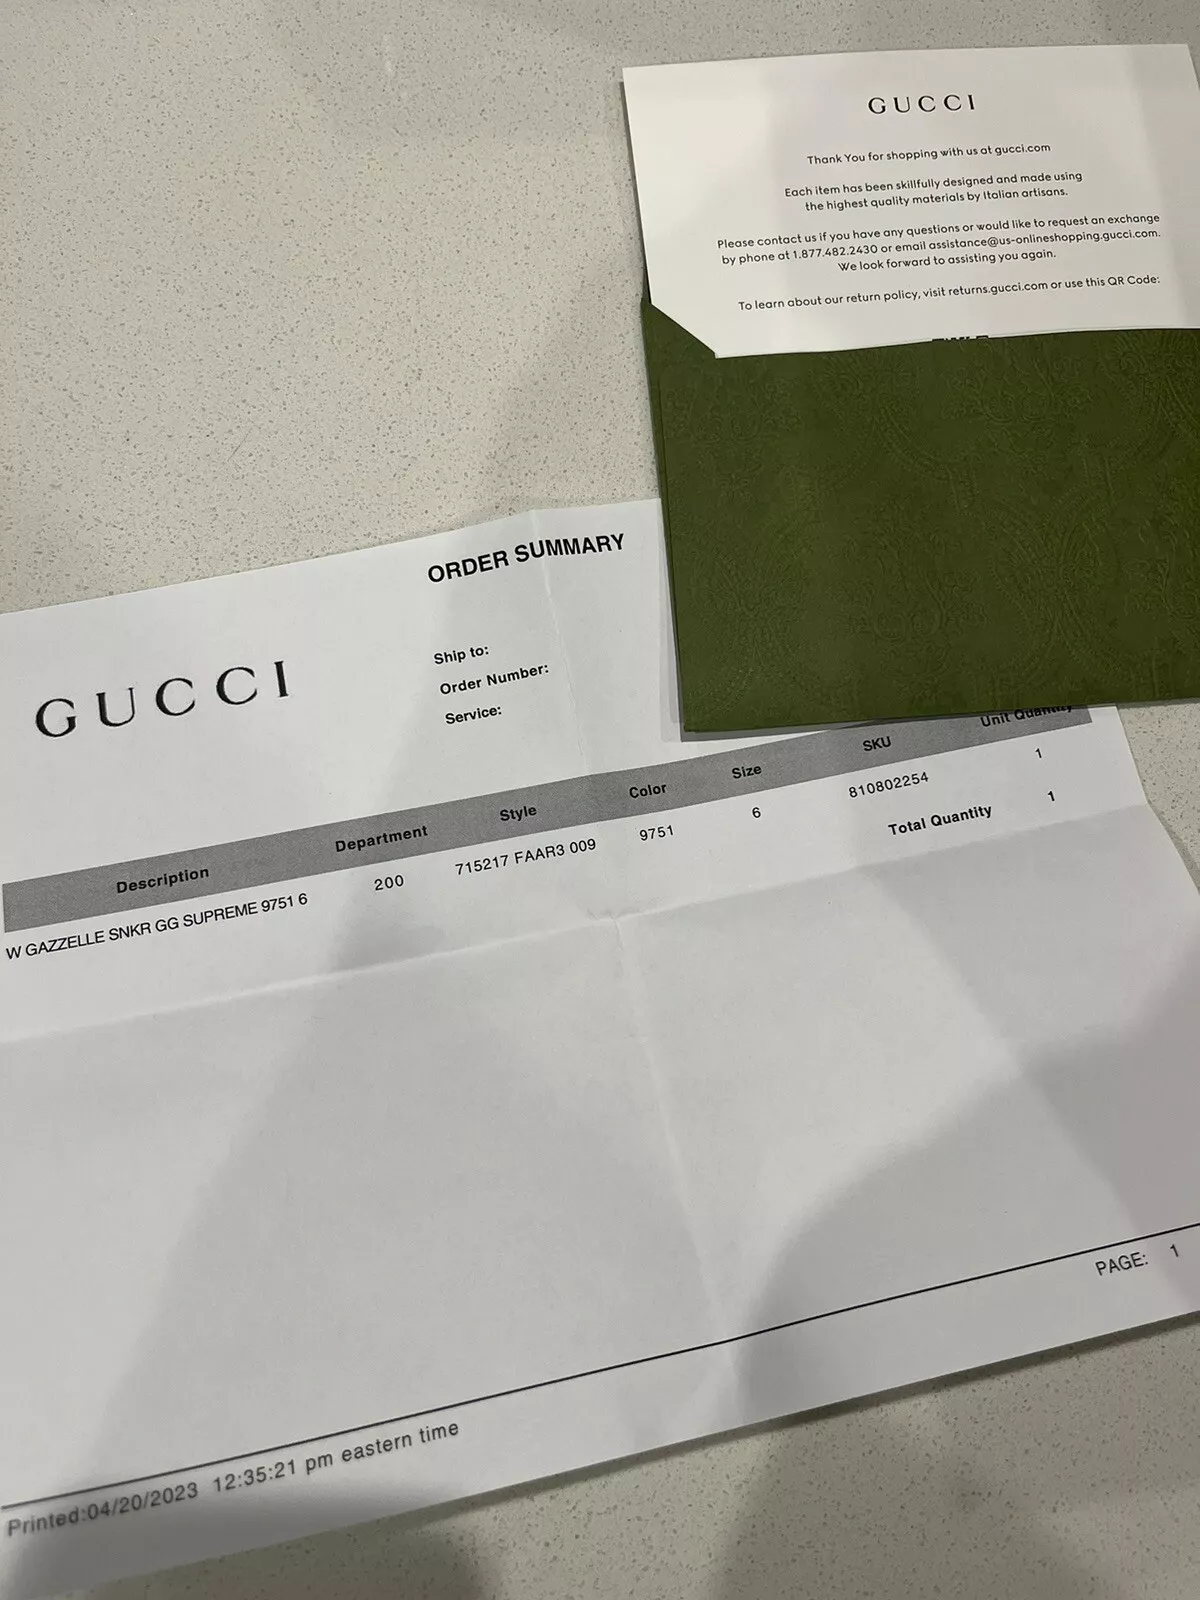 GUCCI
Thank You for shopping with us at gucci.com
Each item has been skillfully designed and made using
the highest quality materials by Italian artisans.
Please contact us if you have any questions or would like to request an exchange
by phone at 1.877.482.2430 or email assistance@us-onlineshopping.gucci.com.
We look forward to assisting you again.
To learn about our return policy, visit returns.gucci.com or use this QR Code:
ORDER SUMMARY
GUCCI
Ship to:
Order Number:
Service:
Description Department Style Color Size SKU Unit Quantity
W GAZZELLE SNKR GG SUPREME 9751 6 200 715217 FAAR3 009 9751 6 810802254 1
Total Quantity 1
PAGE: 1
Printed:04/20/2023 12:35:21 pm eastern time